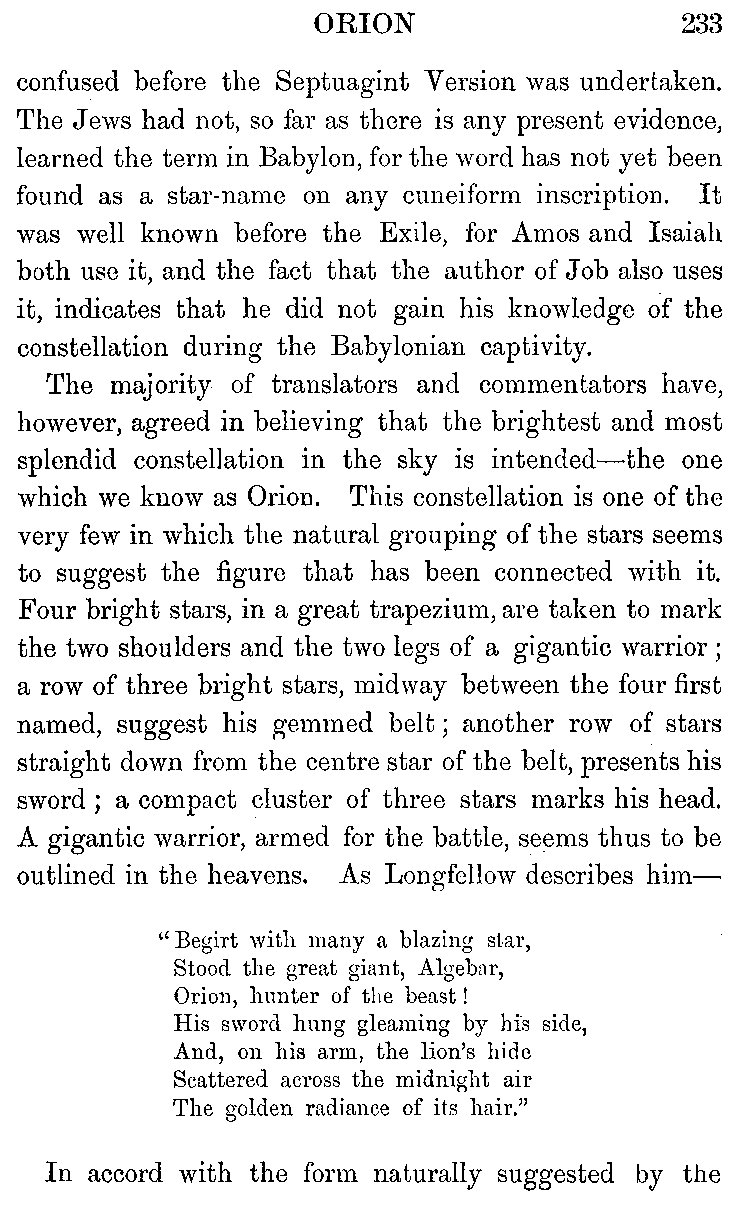 ORION 233
confused before the Septuagint Version was undertaken.
The Jews had not, so far as there is any present evidence,
learned the term in Babylon, for the word has not yet been
found as a star-name on any cuneiform inscription. It
was well known before the Exile, for Amos and Isaiah
both use it, and the fact that the author of Job also uses
it, indicates that he did not gain his knowledge of the
constellation during the Babylonian captivity.
The majority of translators and commentators have,
however, agreed in believing that the brightest and most
splendid constellation in the sky is intended—the one
which we know as Orion. This constellation is one of the
very few in which the natural grouping of the stars seems
to suggest the figure that has been connected with it.
Four bright stars, in a great trapezium, are taken to mark
the two shoulders and the two legs of a gigantic warrior;
a row of three bright stars, midway between the four first
named, suggest his gemmed belt; another row of stars
straight down from the centre star of the belt, presents his
sword; a compact cluster of three stars marks his head.
A gigantic warrior, armed for the battle, seems thus to be
outlined in the heavens. As Longfellow describes him—
"Begirt with many a blazing star,
Stood the great giant, Algebar,
Orion, hunter of the beast!
His sword hung gleaming by his side,
And, on his arm, the lion's hide
Scattered across the midnight air
The golden radiance of its hair."
In accord with the form naturally suggested by the